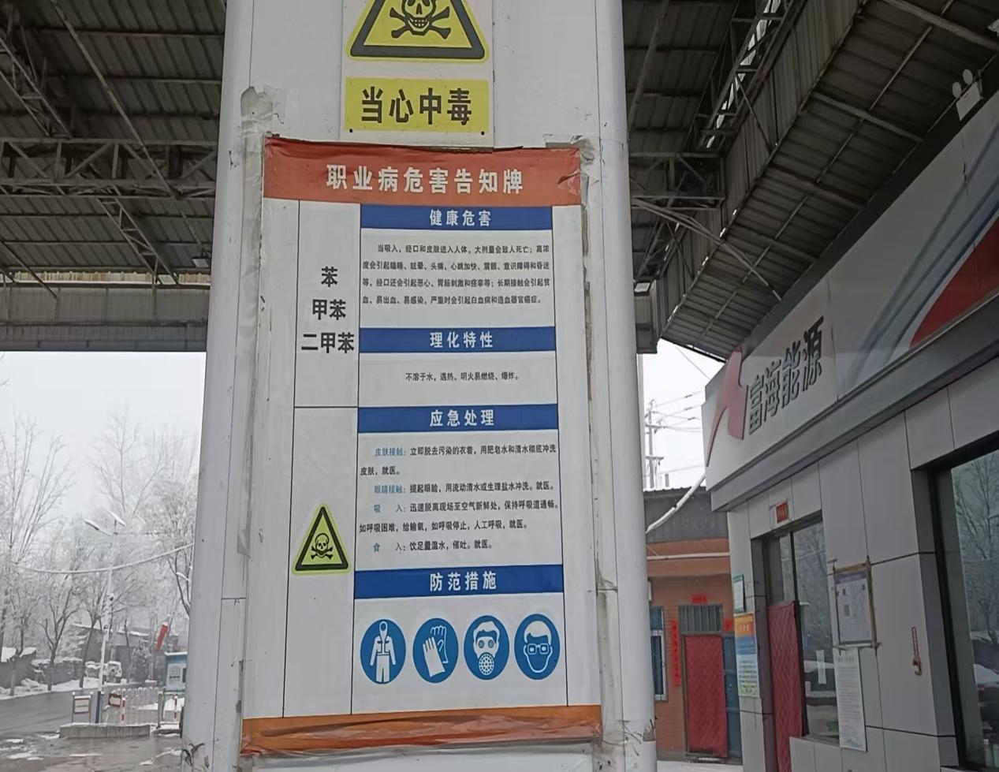 当心中毒
职业病危害告知牌
苯
甲苯
二甲苯
健康危害
当吸入，经口和皮肤进入人体，大剂量会致人死亡；高浓
度会引起嗜睡、眩晕、头痛、心跳加快、震颤、意识障碍和昏迷
等，经口还会引起恶心、胃肠刺激和痉挛等；长期接触会引起贫
血、易出血、易感染，严重时会引起白血病和造血器官癌症。
理化特性
不溶于水，遇热、明火易燃烧、爆炸。
应急处理
皮肤接触：立即脱去污染的衣着，用肥皂水和清水彻底冲洗
皮肤，就医。
眼睛接触：提起眼睑，用流动清水或生理盐水冲洗。就医。
吸 入：迅速脱离现场至空气新鲜处，保持呼吸道通畅。
如呼吸困难，给输氧，如呼吸停止，人工呼吸，就医。
食 入：饮足量温水，催吐。就医。
防范措施
富海能源